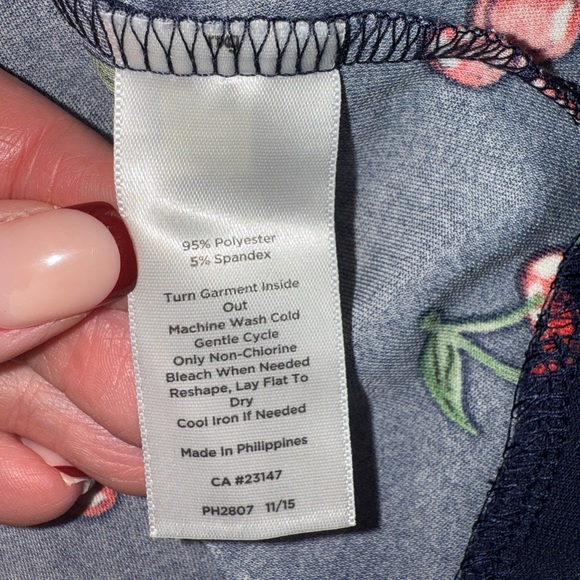 95% Polyester
5% Spandex
Turn Garment Inside
Out
Machine Wash Cold
Gentle Cycle
Only Non-Chlorine
Bleach When Needed
Reshape, Lay Flat To
Dry
Cool Iron If Needed
Made In Philippines
CA #23147
PH2807 11/15